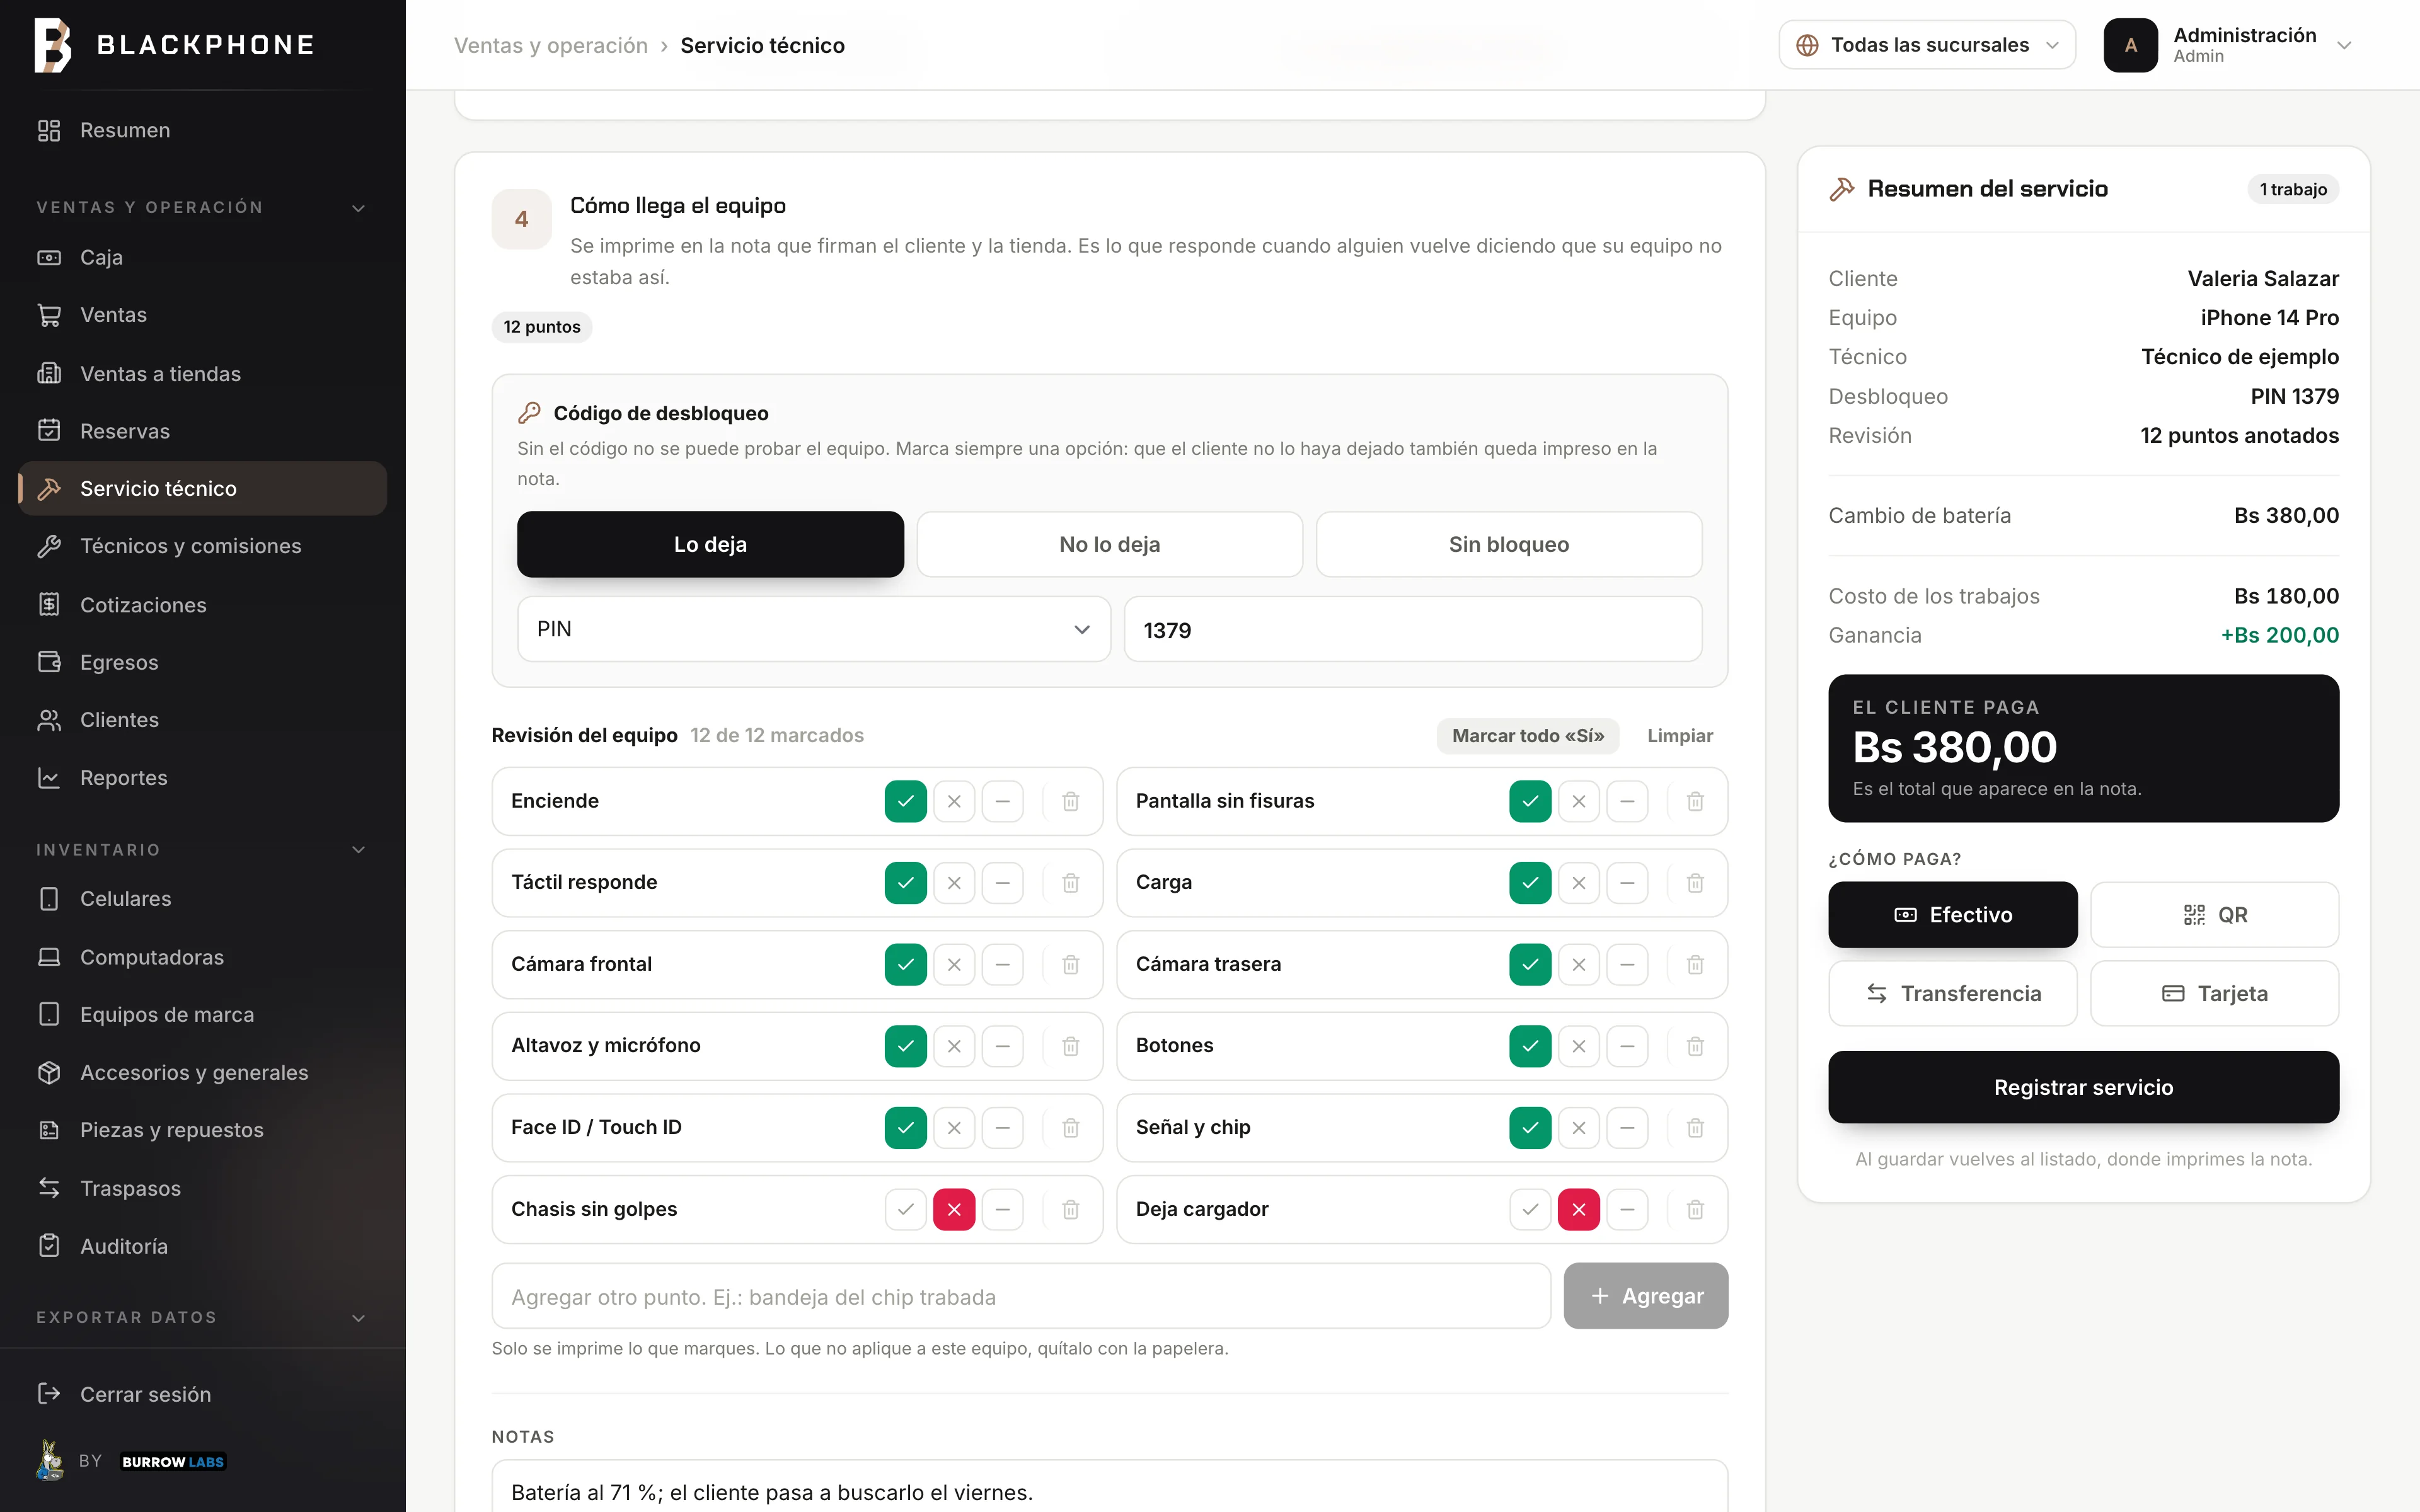 BLACKPHONE
Resumen
VENTAS Y OPERACIÓN
Caja
Ventas
Ventas a tiendas
Reservas
Servicio técnico
Técnicos y comisiones
Cotizaciones
Egresos
Clientes
Reportes
INVENTARIO
Celulares
Computadoras
Equipos de marca
Accesorios y generales
Piezas y repuestos
Traspasos
Auditoría
EXPORTAR DATOS
Cerrar sesión
BY BURROW LABS
Ventas y operación › Servicio técnico
Todas las sucursales
A
Administración
Admin
4
Cómo llega el equipo
Se imprime en la nota que firman el cliente y la tienda. Es lo que responde cuando alguien vuelve diciendo que su equipo no
estaba así.
12 puntos
Código de desbloqueo
Sin el código no se puede probar el equipo. Marca siempre una opción: que el cliente no lo haya dejado también queda impreso en la
nota.
Lo deja
No lo deja
Sin bloqueo
PIN
1379
Revisión del equipo 12 de 12 marcados
Marcar todo «Sí»
Limpiar
Enciende
Pantalla sin fisuras
Táctil responde
Carga
Cámara frontal
Cámara trasera
Altavoz y micrófono
Botones
Face ID / Touch ID
Señal y chip
Chasis sin golpes
Deja cargador
Agregar otro punto. Ej.: bandeja del chip trabada
+ Agregar
Solo se imprime lo que marques. Lo que no aplique a este equipo, quítalo con la papelera.
NOTAS
Batería al 71 %; el cliente pasa a buscarlo el viernes.
Resumen del servicio
1 trabajo
Cliente Valeria Salazar
Equipo iPhone 14 Pro
Técnico Técnico de ejemplo
Desbloqueo PIN 1379
Revisión 12 puntos anotados
Cambio de batería Bs 380,00
Costo de los trabajos Bs 180,00
Ganancia +Bs 200,00
EL CLIENTE PAGA
Bs 380,00
Es el total que aparece en la nota.
¿CÓMO PAGA?
Efectivo
QR
Transferencia
Tarjeta
Registrar servicio
Al guardar vuelves al listado, donde imprimes la nota.